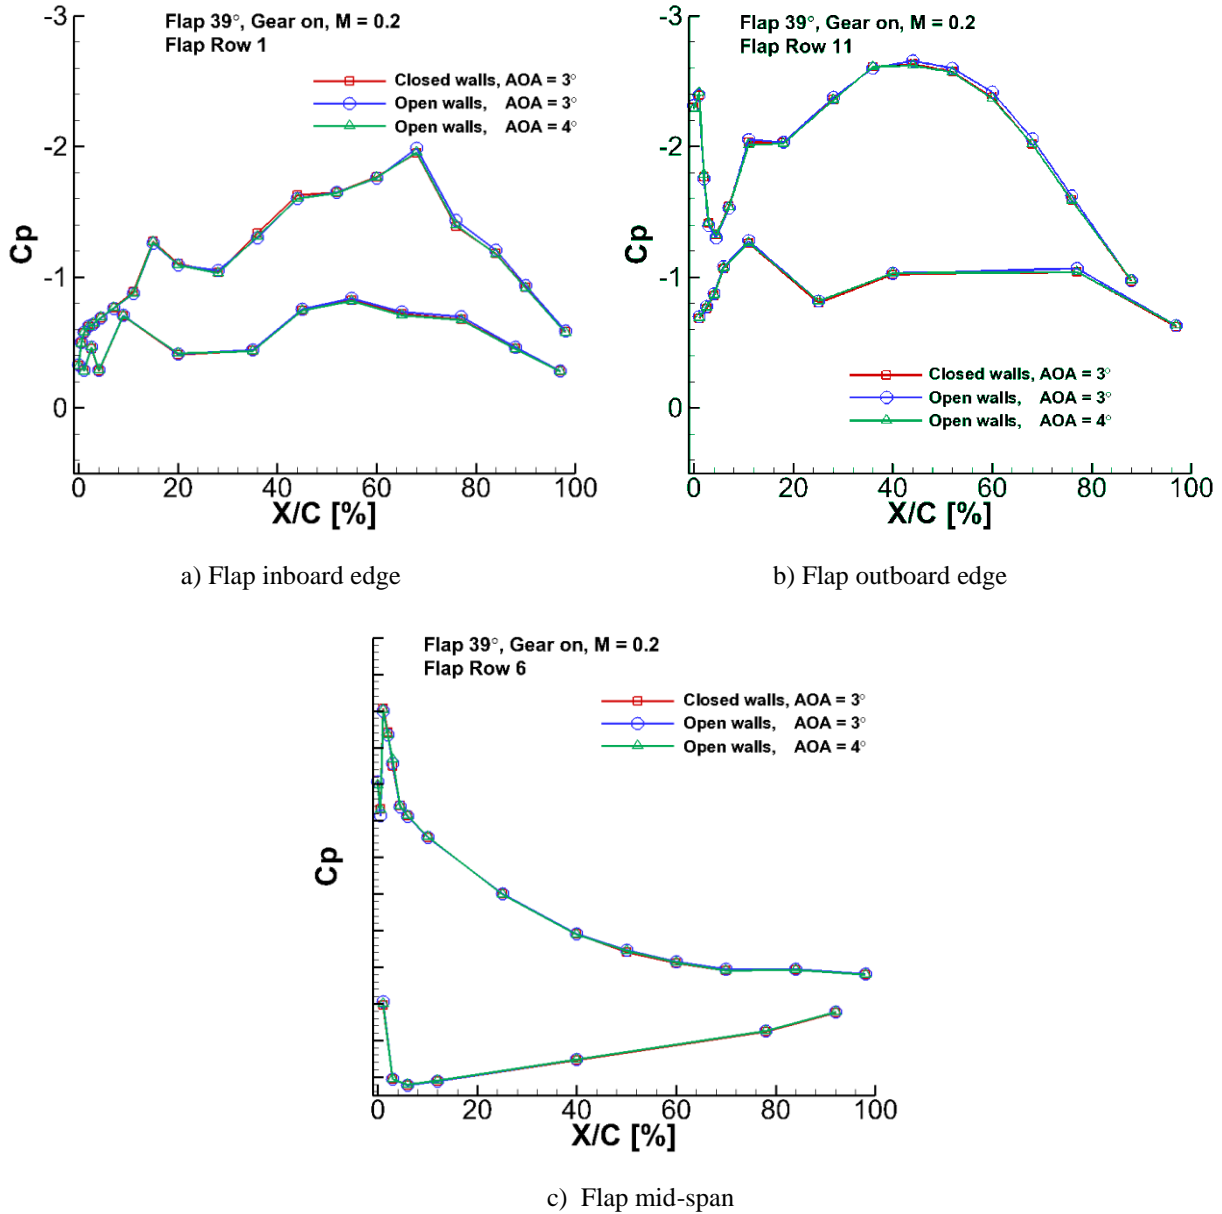 Flap 39°, Gear on, M = 0.2
Flap Row 1
Closed walls, AOA = 3°
Open walls, AOA = 3°
Open walls, AOA = 4°
-3
-2
-1
0
Cp
0 20 40 60 80 100
X/C [%]
a) Flap inboard edge
Flap 39°, Gear on, M = 0.2
Flap Row 11
-3
-2
-1
0
Cp
Closed walls, AOA = 3°
Open walls, AOA = 3°
Open walls, AOA = 4°
0 20 40 60 80 100
X/C [%]
b) Flap outboard edge
Flap 39°, Gear on, M = 0.2
Flap Row 6
Closed walls, AOA = 3°
Open walls, AOA = 3°
Open walls, AOA = 4°
Cp
0 20 40 60 80 100
X/C [%]
c) Flap mid-span